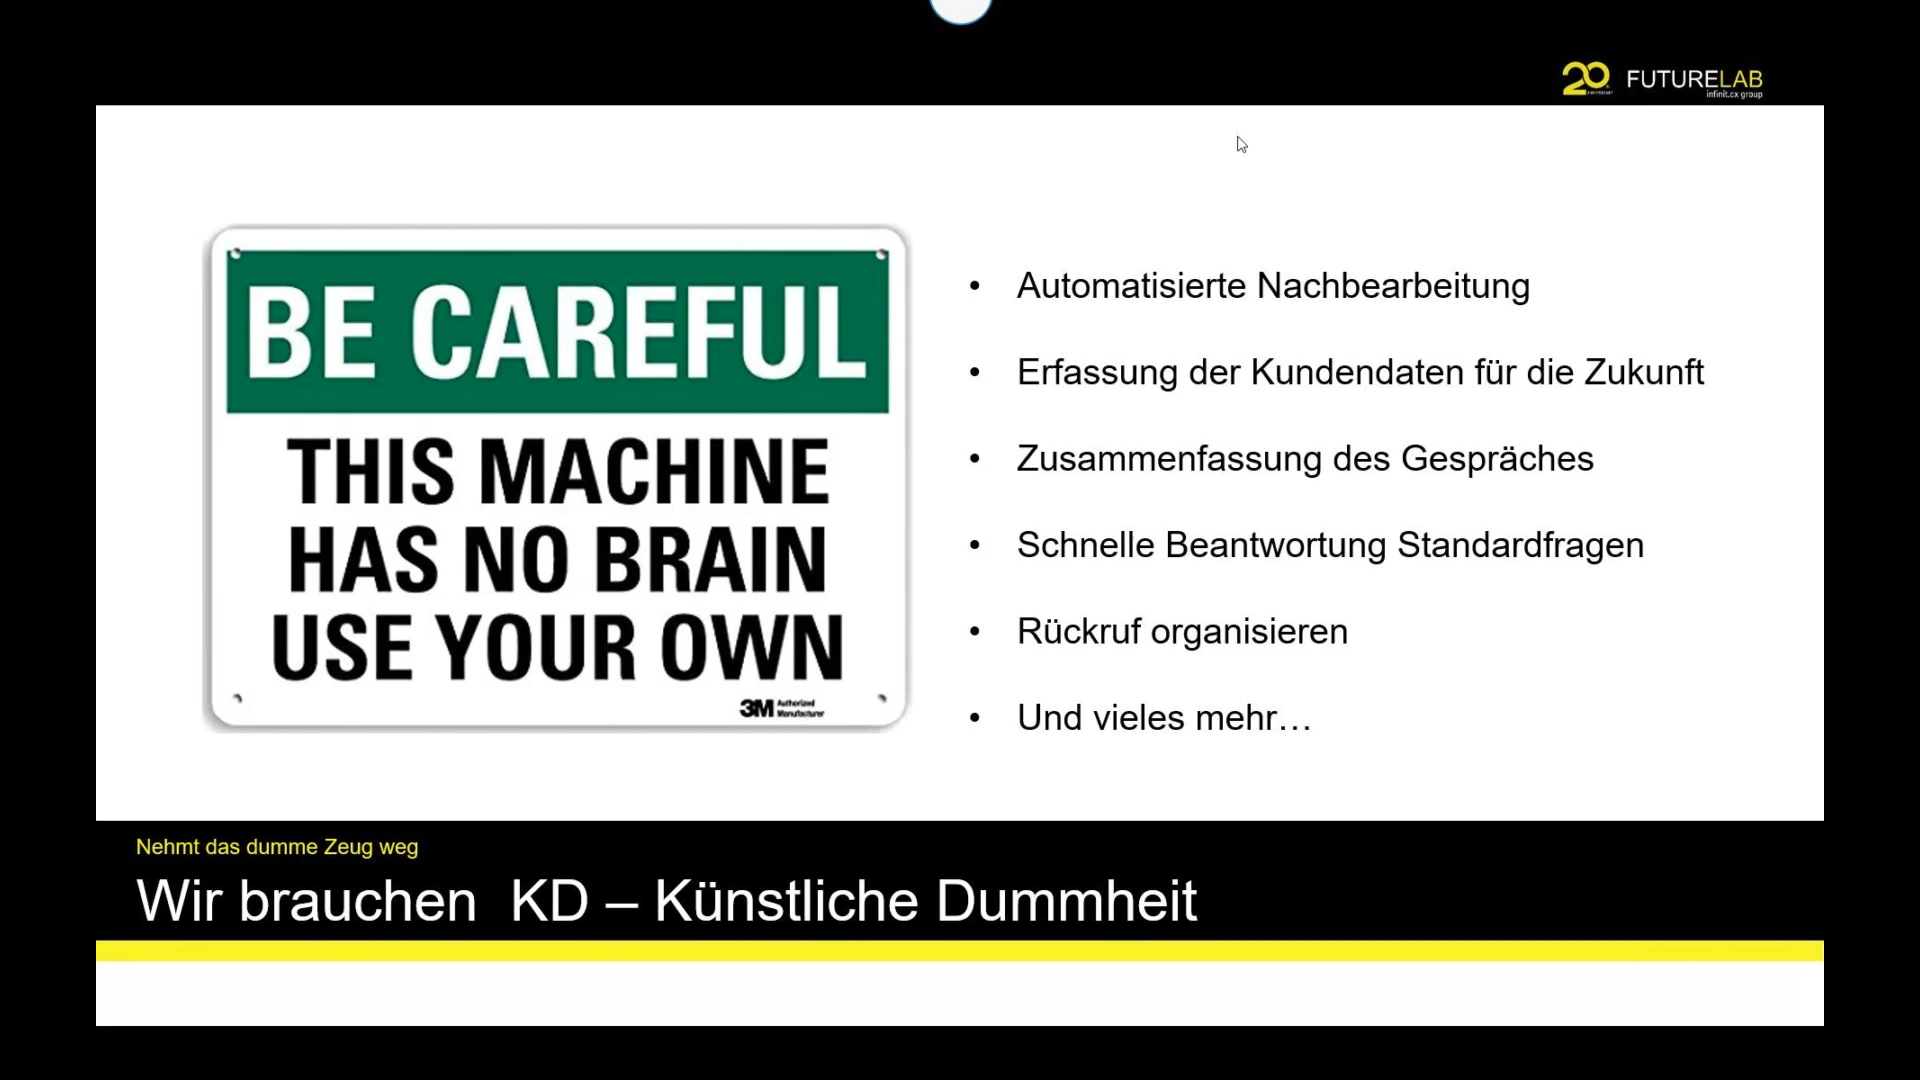 20 FUTURELAB
infinit.cx group
BE CAREFUL
THIS MACHINE
HAS NO BRAIN
USE YOUR OWN
3M Authorized
Manufacturer
• Automatisierte Nachbearbeitung
• Erfassung der Kundendaten für die Zukunft
• Zusammenfassung des Gespräches
• Schnelle Beantwortung Standardfragen
• Rückruf organisieren
• Und vieles mehr…
Nehmt das dumme Zeug weg
Wir brauchen KD – Künstliche Dummheit